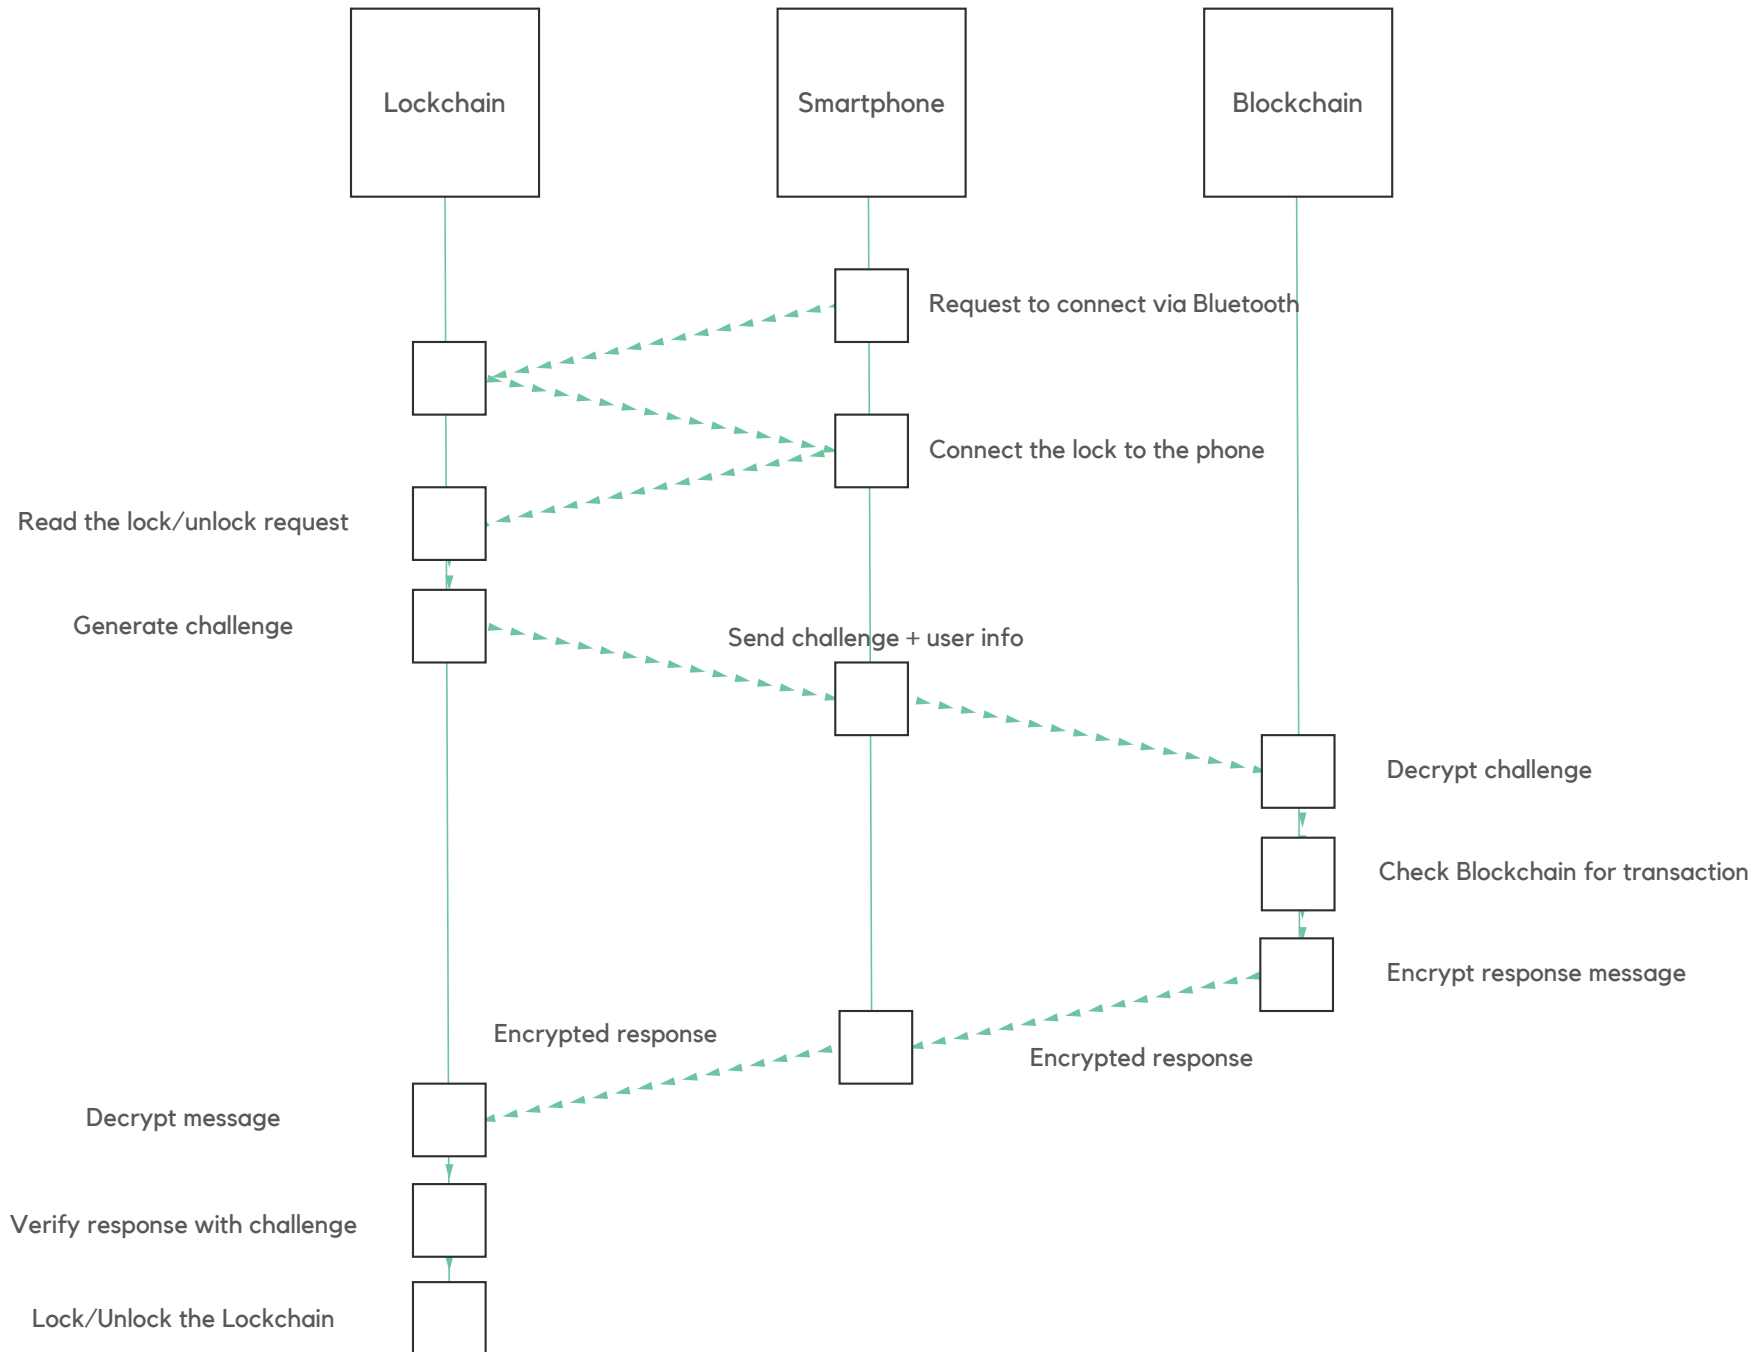 Lockchain
Smartphone
Blockchain
Request to connect via Bluetooth
Connect the lock to the phone
Read the lock/unlock request
Generate challenge
Send challenge + user info
Decrypt challenge
Check Blockchain for transaction
Encrypt response message
Encrypted response
Encrypted response
Decrypt message
Verify response with challenge
Lock/Unlock the Lockchain